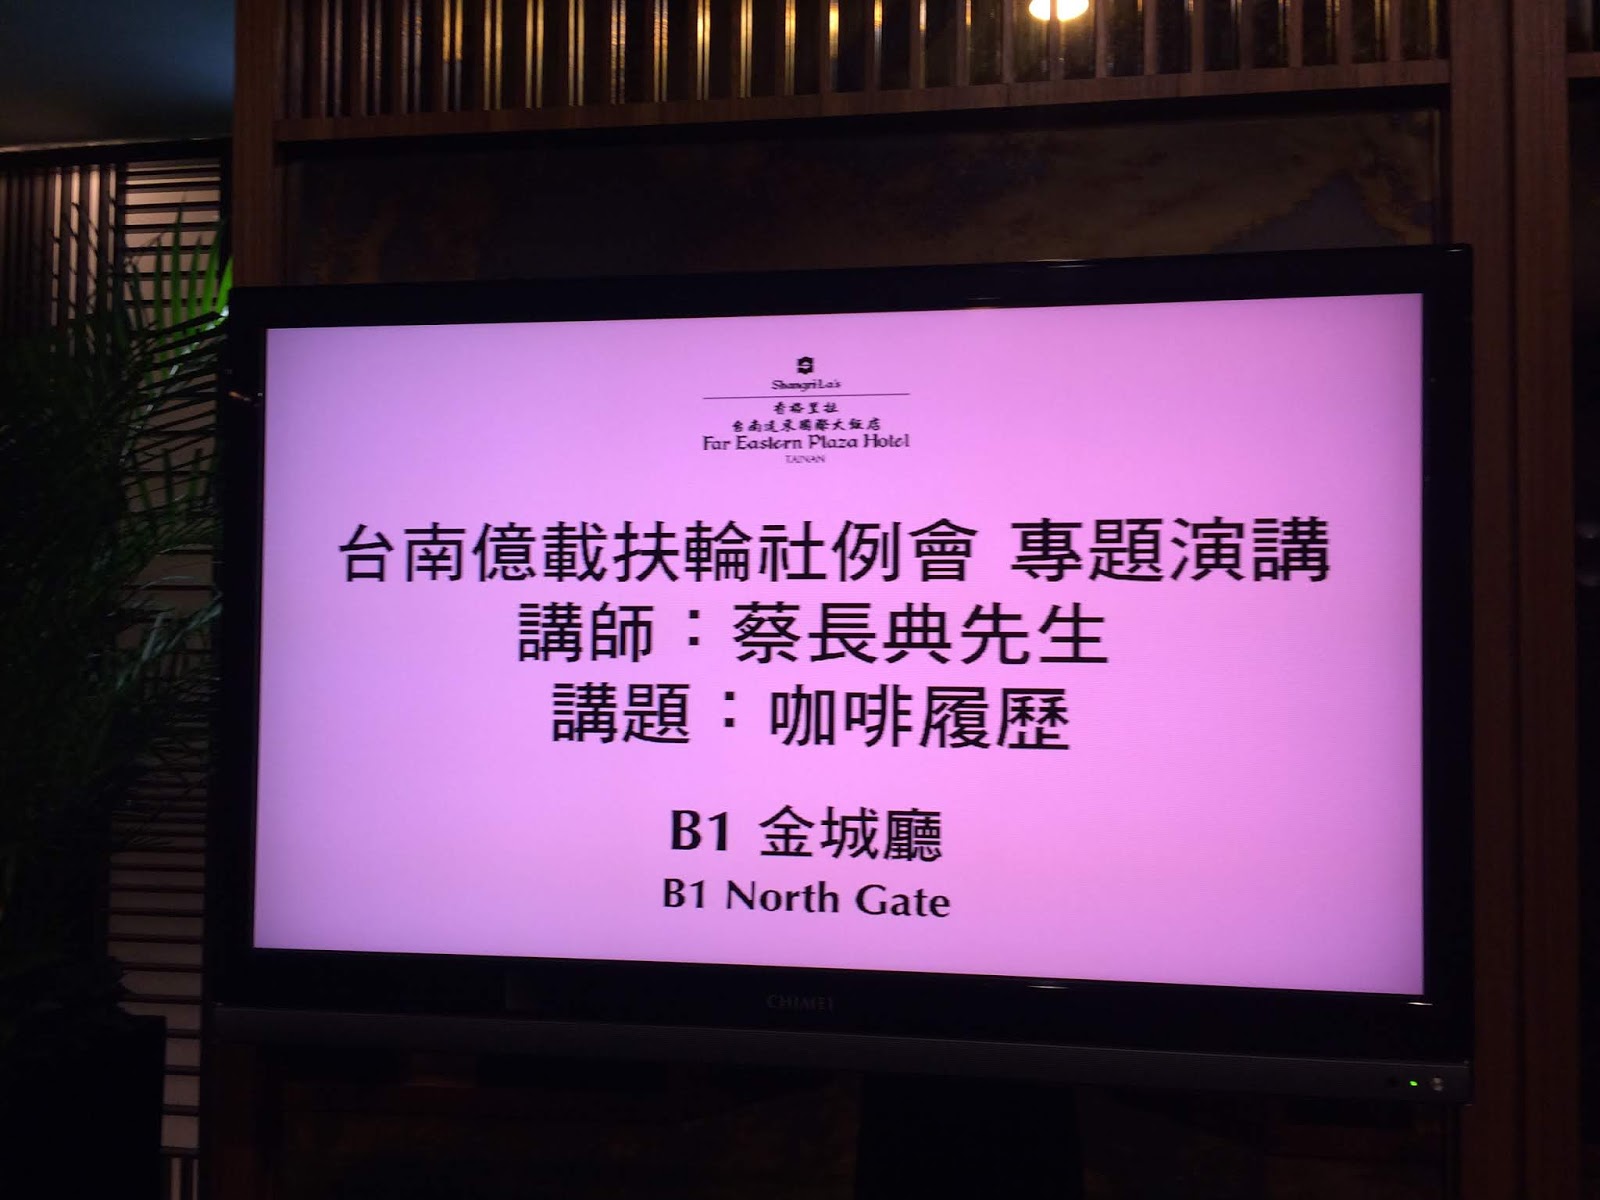 Shangri-La's
香格里拉
台南遠東國際大飯店
Far Eastern Plaza Hotel
TAINAN
台南億載扶輪社例會 專題演講
講師：蔡長典先生
講題：咖啡履歷
B1 金城廳
B1 North Gate
CHIMEI